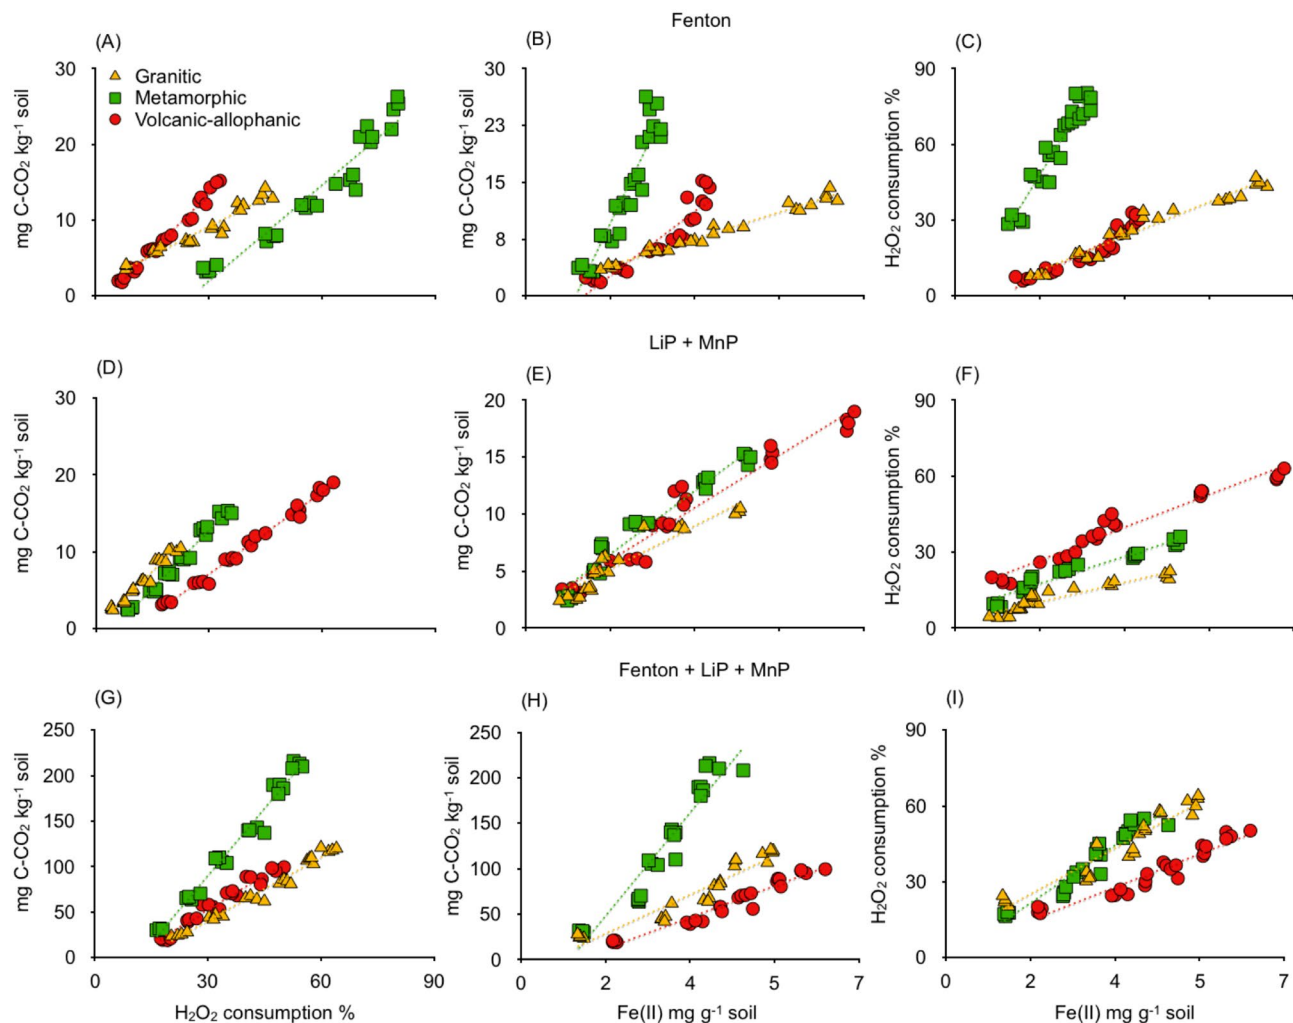 Fenton
(A)
(B)
(C)
mg C-CO₂ kg⁻¹ soil
30
20
10
0
Granitic
Metamorphic
Volcanic-allophanic
mg C-CO₂ kg⁻¹ soil
30
23
15
8
0
H₂O₂ consumption %
90
60
30
0
LiP + MnP
(D)
(E)
(F)
mg C-CO₂ kg⁻¹ soil
30
20
10
0
0
30
60
90
mg C-CO₂ kg⁻¹ soil
20
15
10
5
0
H₂O₂ consumption %
90
60
30
0
Fenton + LiP + MnP
(G)
(H)
(I)
mg C-CO₂ kg⁻¹ soil
250
200
150
100
50
0
0
30
60
90
H₂O₂ consumption %
mg C-CO₂ kg⁻¹ soil
250
200
150
100
50
0
0
2
4
5
7
Fe(II) mg g⁻¹ soil
H₂O₂ consumption %
90
60
30
0
0
2
4
5
7
Fe(II) mg g⁻¹ soil